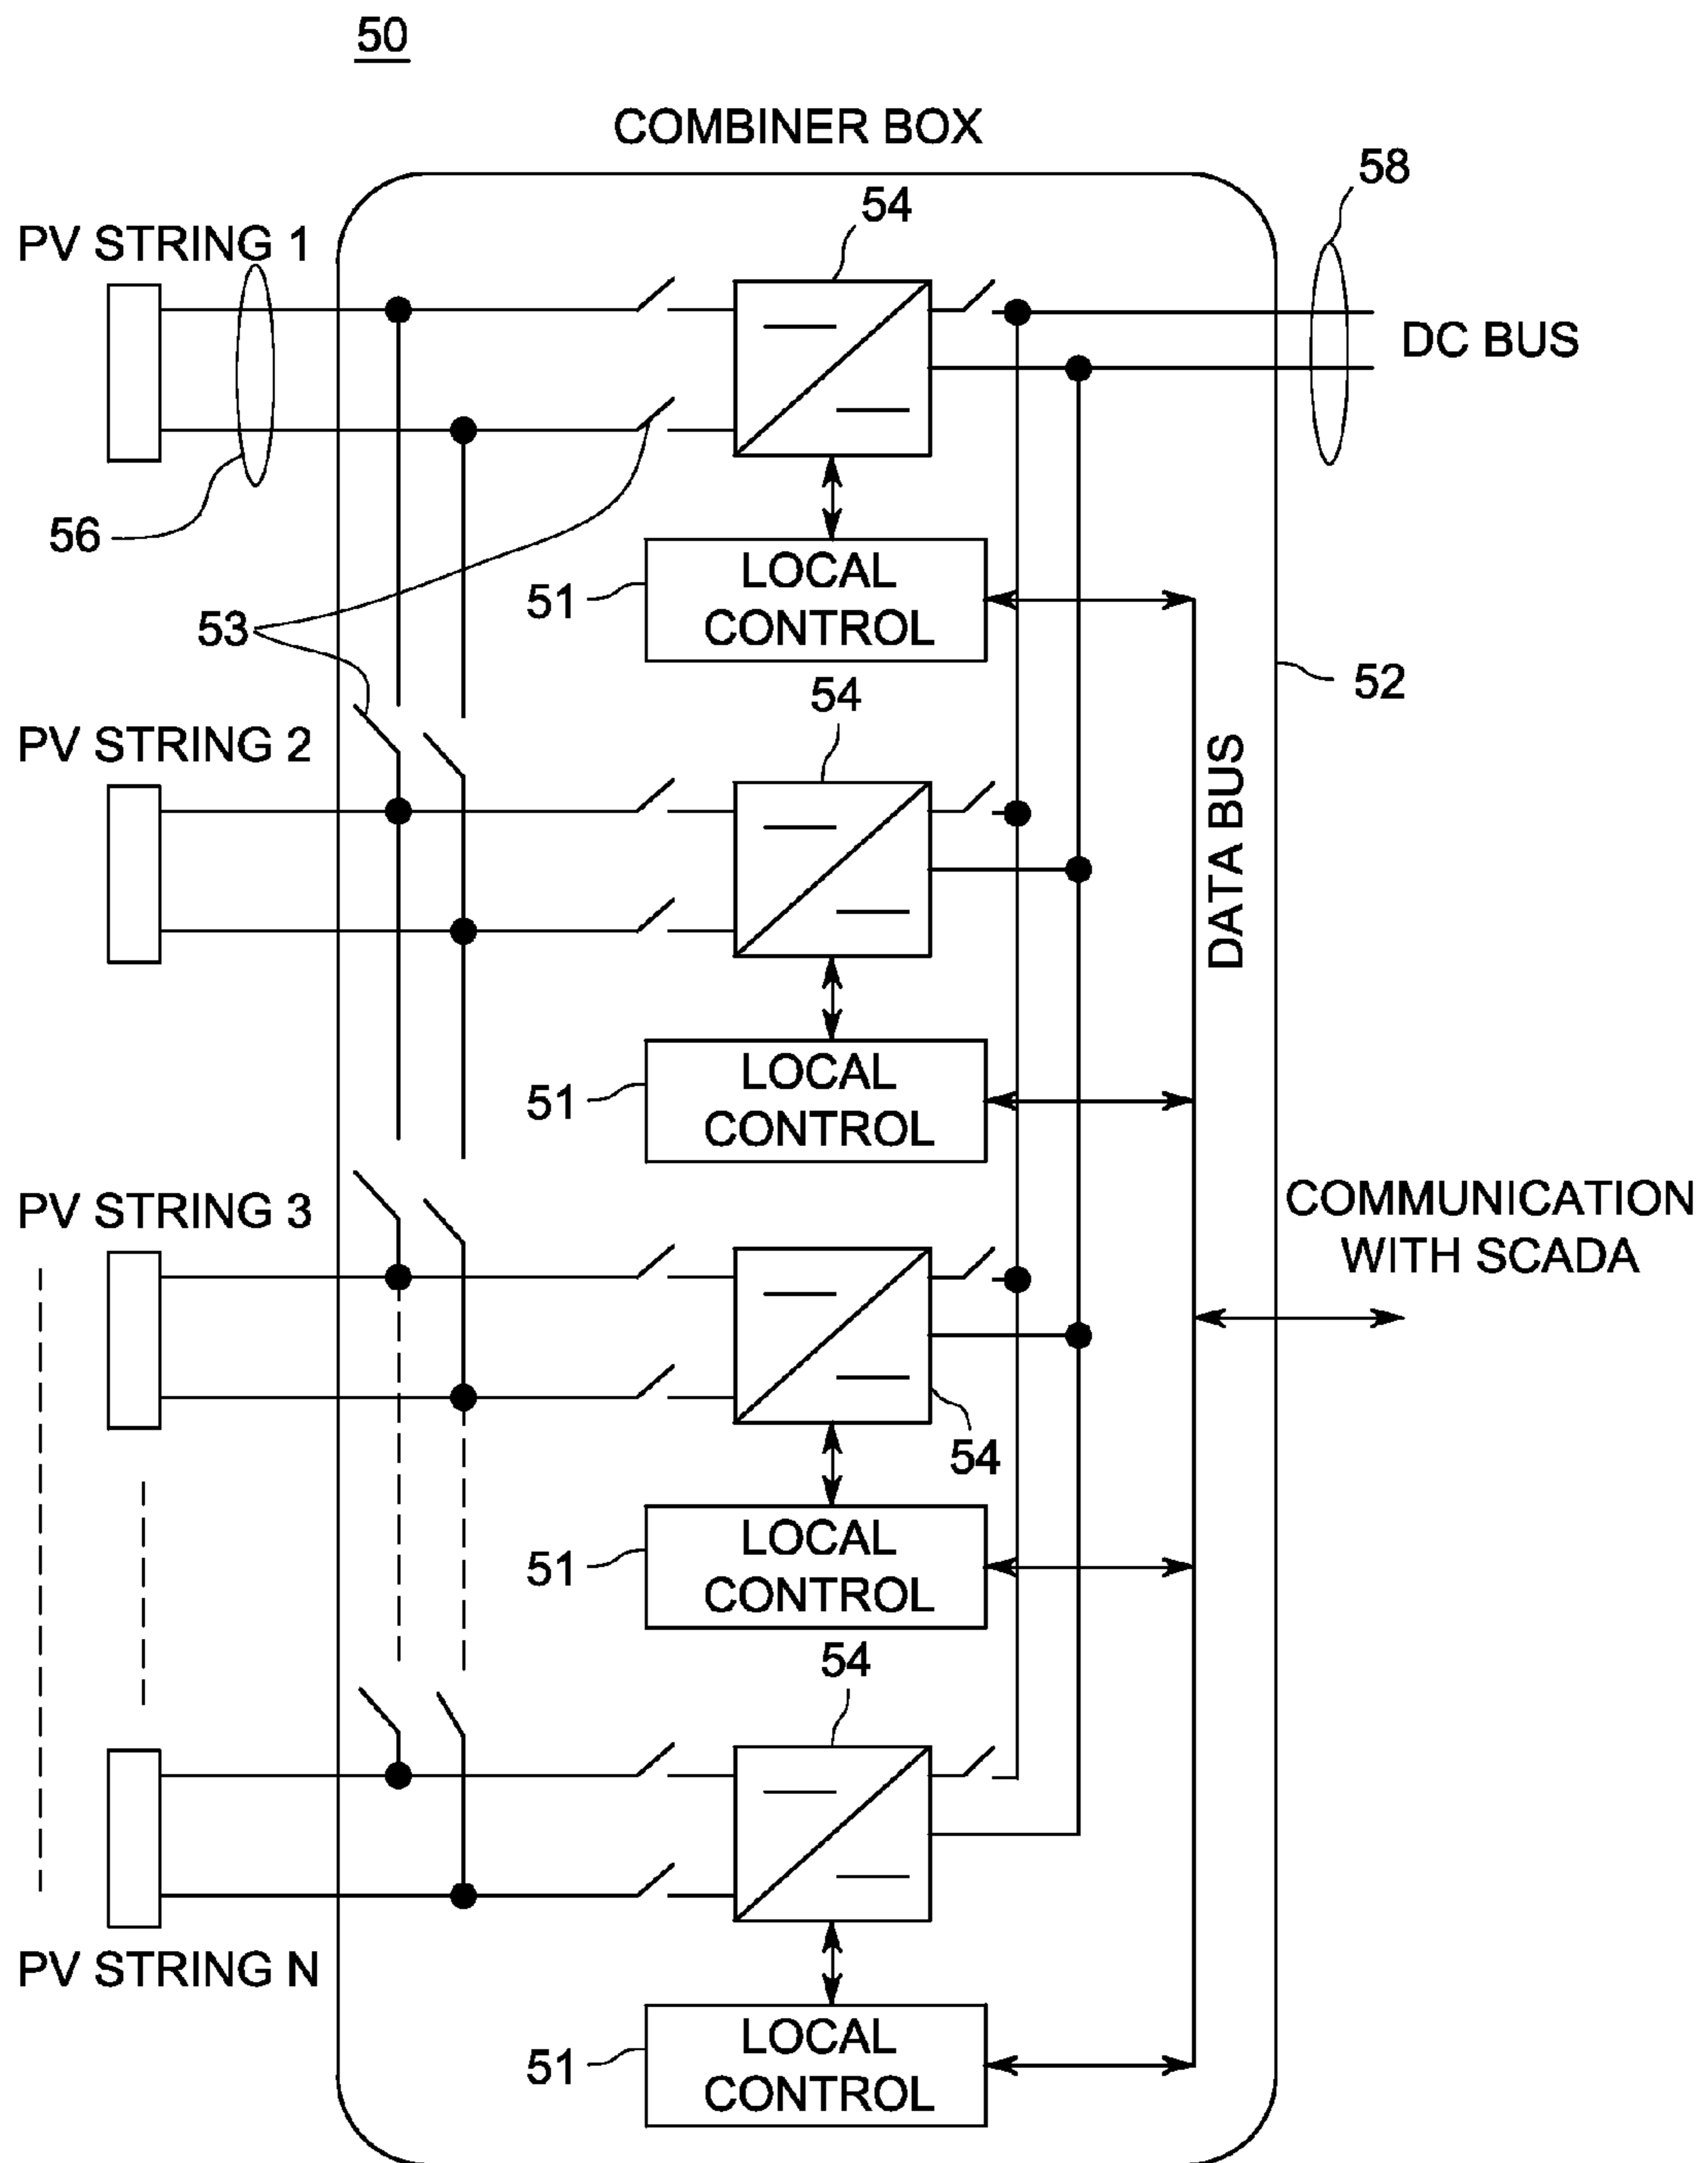 50
COMBINER BOX
58
54
PV STRING 1
DC BUS
56
LOCAL
CONTROL
51
53
52
54
PV STRING 2
DATA BUS
LOCAL
CONTROL
51
COMMUNICATION
WITH SCADA
PV STRING 3
54
LOCAL
CONTROL
51
54
PV STRING N
LOCAL
CONTROL
51